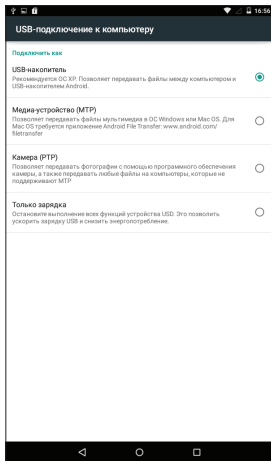 16:56
USB-подключение к компьютеру
Подключить как
USB-накопитель
Рекомендуется ОС XP. Позволяет передавать файлы между компьютером и
USB-накопителем Android.
Медиа-устройство (MTP)
Позволяет передавать файлы мультимедиа в ОС Windows или Mac OS. Для
Mac OS требуется приложение Android File Transfer: www.android.com/
filetransfer
Камера (PTP)
Позволяет передавать фотографии с помощью программного обеспечения
камеры, а также передавать любые файлы на компьютеры, которые не
поддерживают MTP
Только зарядка
Остановите выполнение всех функций устройства USD. Это позволить
ускорить зарядку USB и снизить энергопотребление.